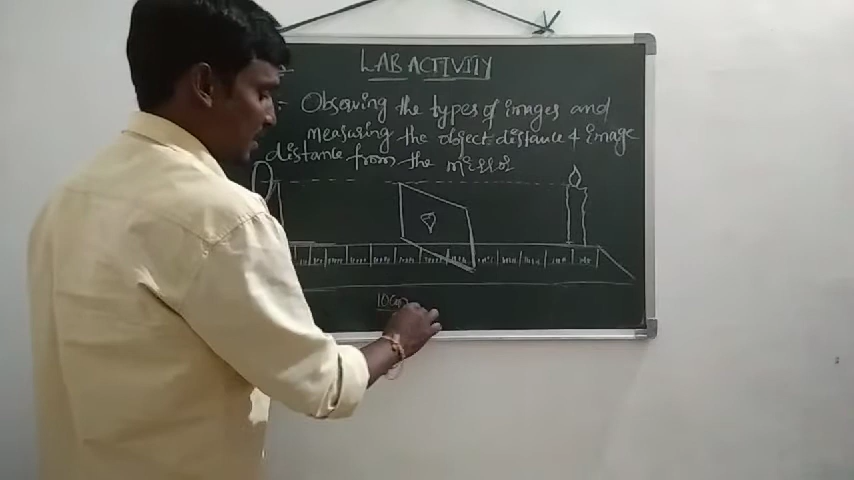 LAB ACTIVITY
:- Observing the types of images and
measuring the object distance & image
distance from the mirror
10cm